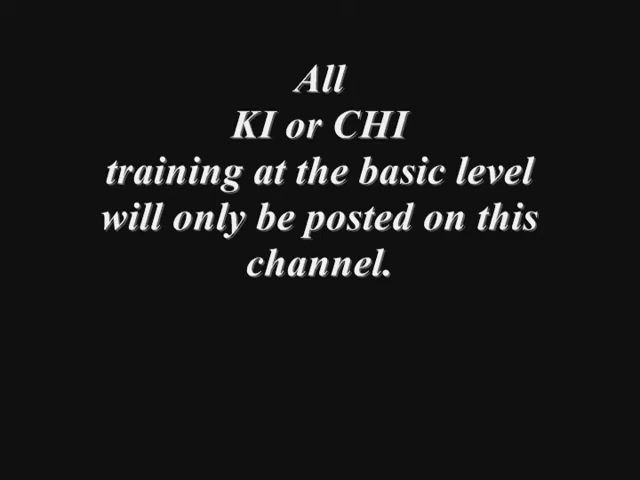 All
KI or CHI
training at the basic level
will only be posted on this
channel.